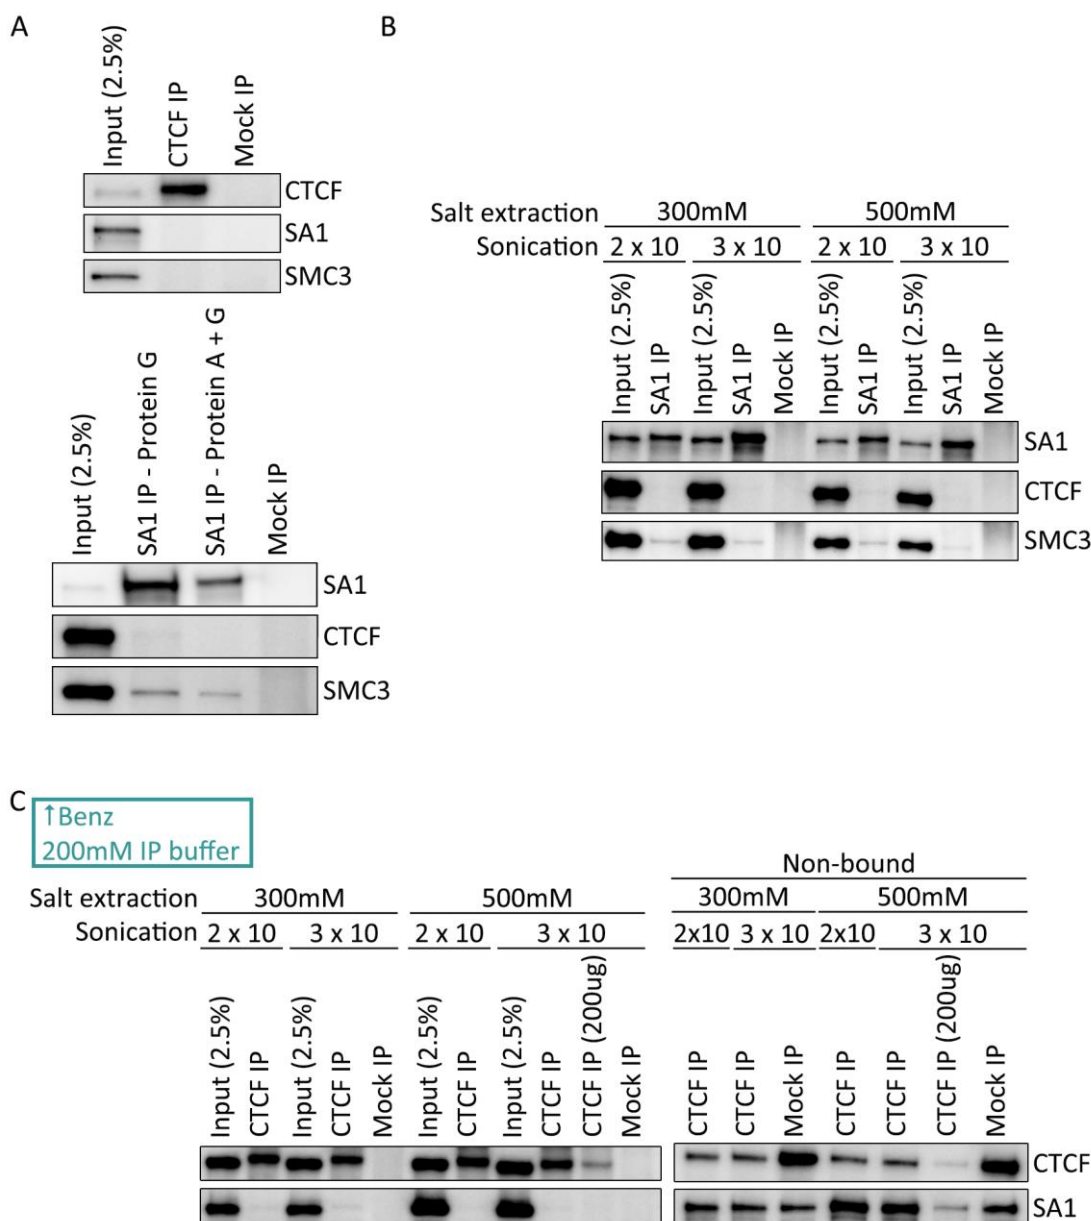 A
Input (2.5%)
CTCF IP
Mock IP
CTCF
SA1
SMC3
Input (2.5%)
SA1 IP - Protein G
SA1 IP - Protein A + G
Mock IP
SA1
CTCF
SMC3
B
Salt extraction 300mM 500mM
Sonication 2 x 10 3 x 10 2 x 10 3 x 10
Input (2.5%)
SA1 IP
Input (2.5%)
SA1 IP
Mock IP
Input (2.5%)
SA1 IP
Input (2.5%)
SA1 IP
Mock IP
SA1
CTCF
SMC3
C
↑Benz
200mM IP buffer
Non-bound
Salt extraction 300mM 500mM 300mM 500mM
Sonication 2 x 10 3 x 10 2 x 10 3 x 10 2x10 3 x 10 2x10 3 x 10
Input (2.5%)
CTCF IP
Input (2.5%)
CTCF IP
Mock IP
Input (2.5%)
CTCF IP
Input (2.5%)
CTCF IP
CTCF IP (200ug)
Mock IP
CTCF IP
CTCF IP
Mock IP
CTCF IP
CTCF IP
CTCF IP (200ug)
Mock IP
CTCF
SA1